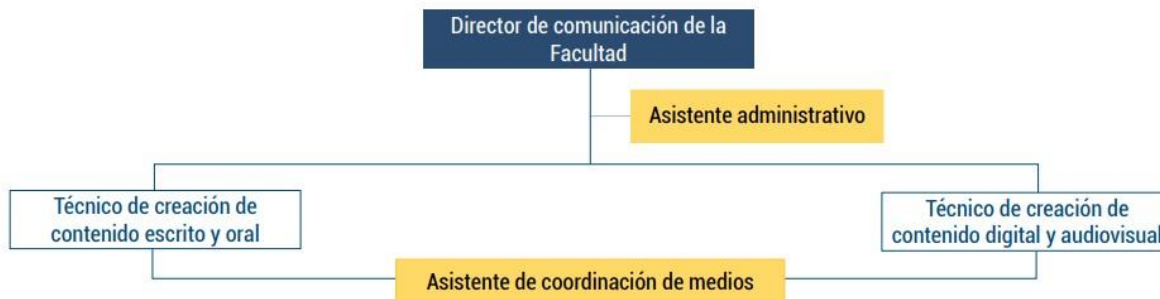 Director de comunicación de la
Facultad
Asistente administrativo
Técnico de creación de
contenido escrito y oral
Técnico de creación de
contenido digital y audiovisual
Asistente de coordinación de medios